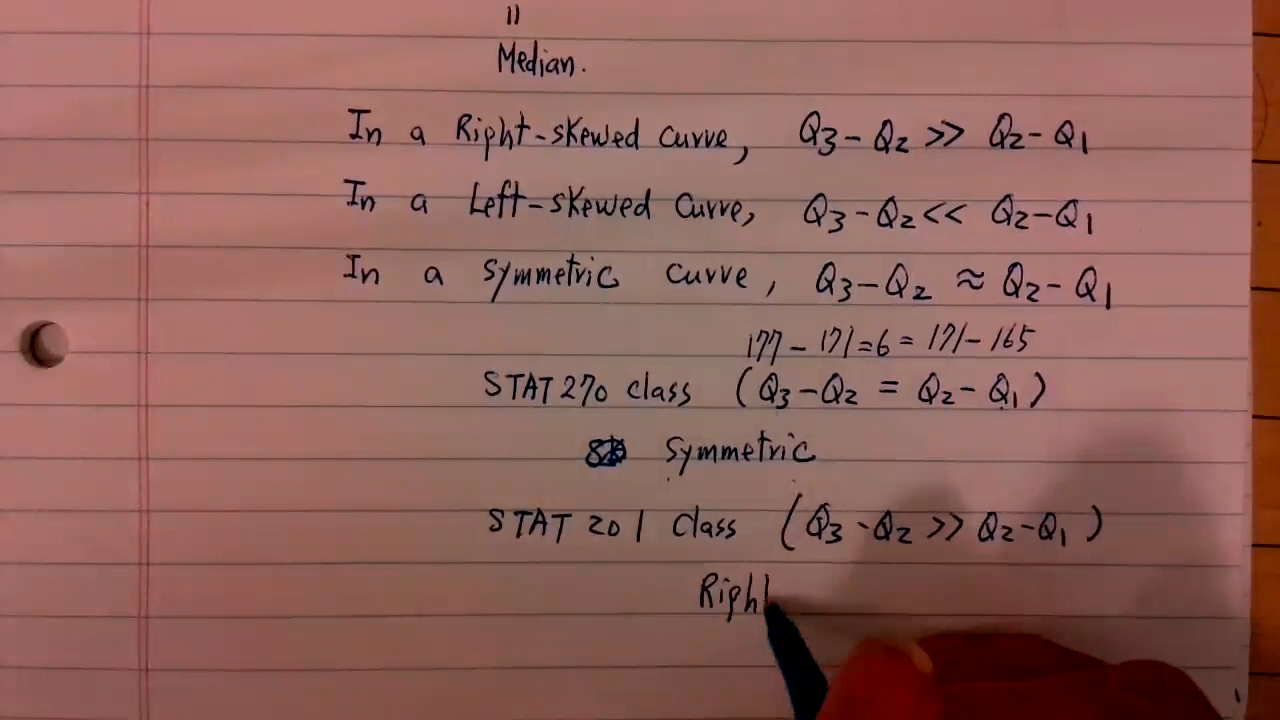 ||
Median.
In a Right-skewed curve, Q3-Q2 >> Q2-Q1
In a Left-skewed curve, Q3-Q2 << Q2-Q1
In a symmetric curve, Q3-Q2 ≈ Q2-Q1
177-171=6=171-165
STAT 270 class (Q3-Q2 = Q2-Q1)
Symmetric
STAT 201 class (Q3-Q2 >> Q2-Q1)
Right